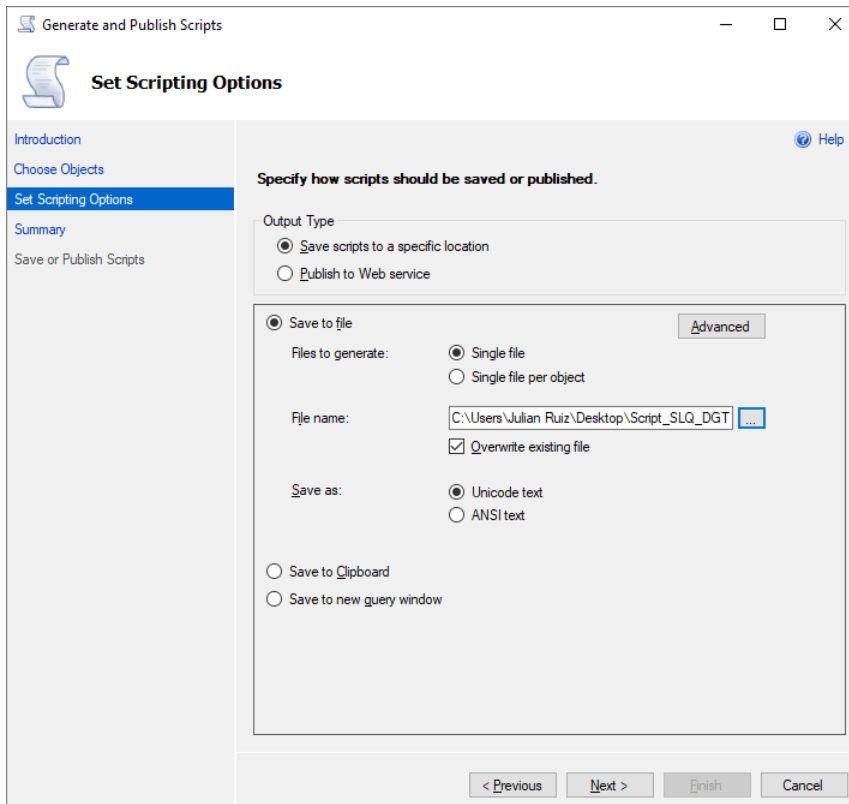 Generate and Publish Scripts
Set Scripting Options
Introduction
Choose Objects
Set Scripting Options
Summary
Save or Publish Scripts
Help
Specify how scripts should be saved or published.
Output Type
Save scripts to a specific location
Publish to Web service
Save to file
Advanced
Files to generate:
Single file
Single file per object
File name:
C:\Users\Julian Ruiz\Desktop\Script_SLQ_DGT
...
Overwrite existing file
Save as:
Unicode text
ANSI text
Save to Clipboard
Save to new query window
< Previous
Next >
Finish
Cancel